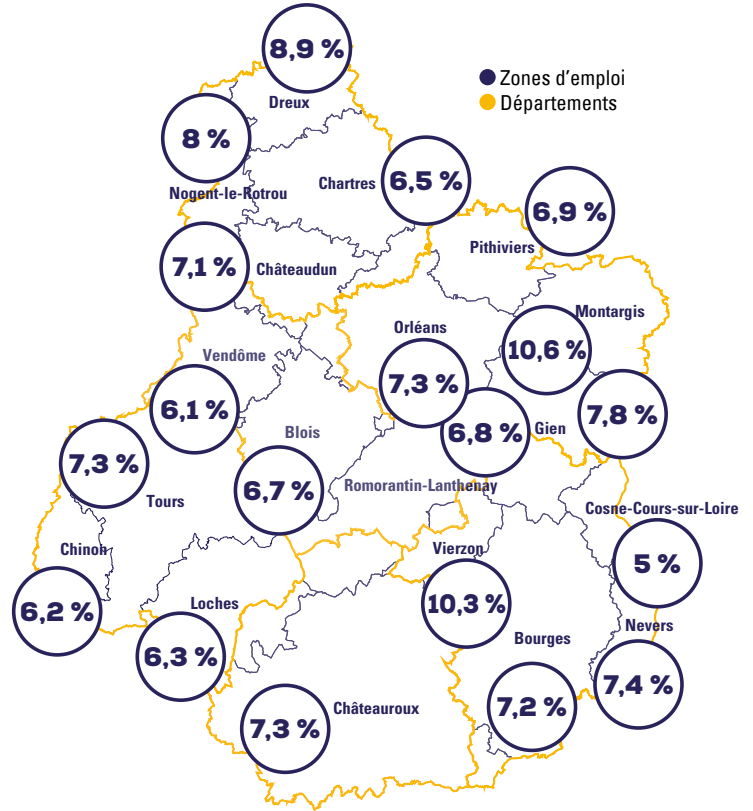 8,9 %
Zones d'emploi
Départements
Dreux
8 %
Nogent-le-Rotrou
Chartres
6,5 %
6,9 %
Pithiviers
7,1 %
Châteaudun
Montargis
Orléans
10,6 %
Vendôme
7,3 %
6,1 %
7,8 %
Gien
6,8 %
Blois
7,3 %
6,7 %
Romorantin-Lanthenay
Tours
Cosne-Cours-sur-Loire
Chinon
Vierzon
5 %
10,3 %
Loches
6,2 %
Nevers
Bourges
6,3 %
7,4 %
Châteauroux
7,2 %
7,3 %